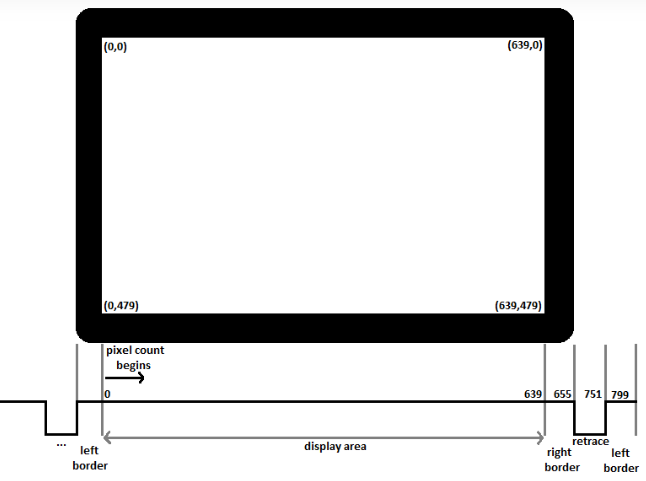 (0,0) (639,0)
(0,479) (639,479)
pixel count
begins
0 639 655 751 799
... left
border
display area
right
border
retrace
left
border